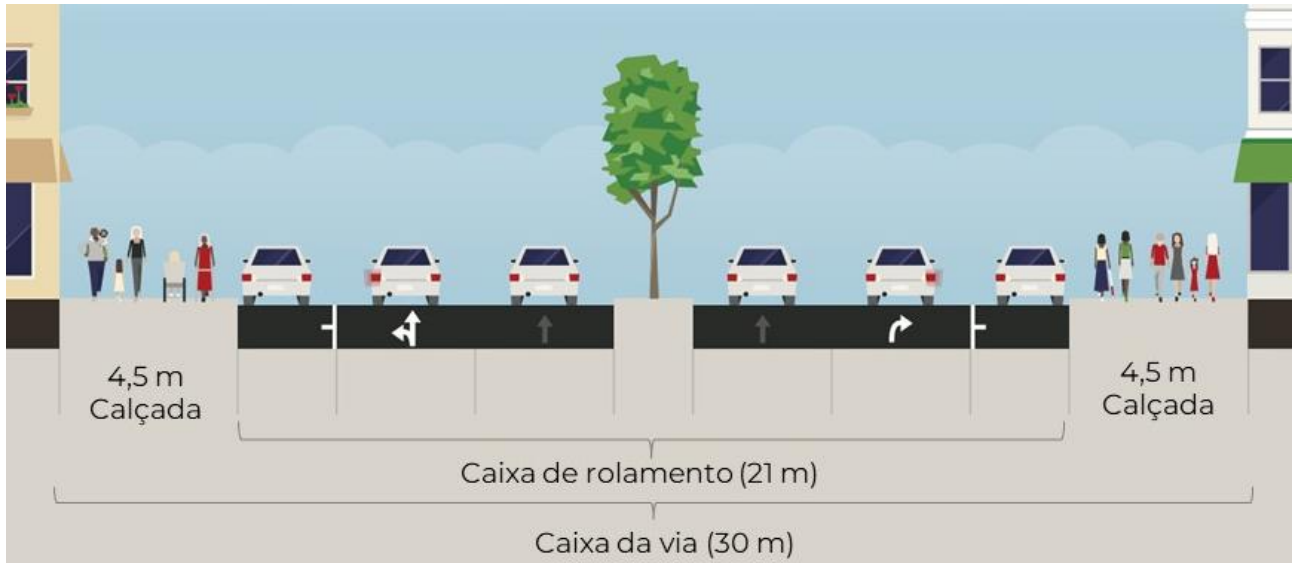 4,5 m
Calçada
4,5 m
Calçada
Caixa de rolamento (21 m)
Caixa da via (30 m)